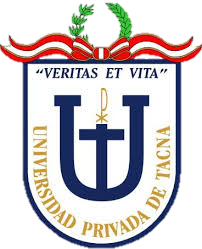 "VERITAS ET VITA"
UNIVERSIDAD PRIVADA DE TACNA